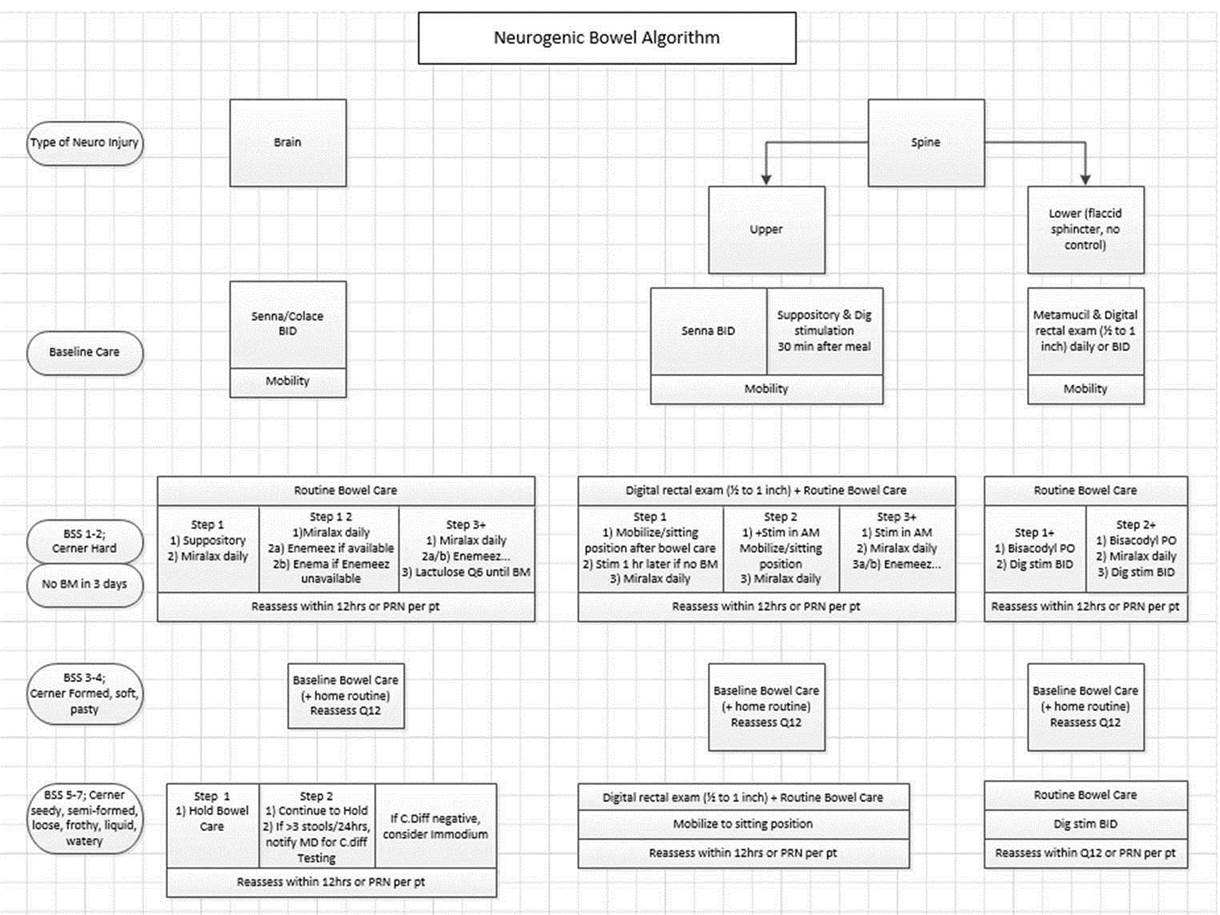 Neurogenic Bowel Algorithm
Type of Neuro Injury
Brain
Spine
Upper
Lower (flaccid
sphincter, no
control)
Baseline Care
Senna/Colace
BID
Mobility
Senna BID
Suppository & Dig
stimulation
30 min after meal
Mobility
Metamucil & Digital
rectal exam (½ to 1
inch) daily or BID
Mobility
BSS 1-2;
Cerner Hard
No BM in 3 days
Routine Bowel Care
Step 1
1) Suppository
2) Miralax daily
Step 1 2
1)Miralax daily
2a) Enemeez if available
2b) Enema if Enemeez
unavailable
Step 3+
1) Miralax daily
2a/b) Enemeez...
3) Lactulose Q6 until BM
Reassess within 12hrs or PRN per pt
Digital rectal exam (½ to 1 inch) + Routine Bowel Care
Step 1
1) Mobilize/sitting
position after bowel care
2) Stim 1 hr later if no BM
3) Miralax daily
Step 2
1) +Stim in AM
Mobilize/sitting
position
3) Miralax daily
Step 3+
1) Stim in AM
2) Miralax daily
3a/b) Enemeez...
Reassess within 12hrs or PRN per pt
Routine Bowel Care
Step 1+
1) Bisacodyl PO
2) Dig stim BID
Step 2+
1) Bisacodyl PO
2) Miralax daily
3) Dig stim BID
Reassess within 12hrs or PRN per pt
BSS 3-4;
Cerner Formed, soft,
pasty
Baseline Bowel Care
(+ home routine)
Reassess Q12
Baseline Bowel Care
(+ home routine)
Reassess Q12
Baseline Bowel Care
(+ home routine)
Reassess Q12
BSS 5-7; Cerner
seedy, semi-formed,
loose, frothy, liquid,
watery
Step 1
1) Hold Bowel
Care
Step 2
1) Continue to Hold
2) If >3 stools/24hrs,
notify MD for C.diff
Testing
If C.Diff negative,
consider Immodium
Reassess within 12hrs or PRN per pt
Digital rectal exam (½ to 1 inch) + Routine Bowel Care
Mobilize to sitting position
Reassess within 12hrs or PRN per pt
Routine Bowel Care
Dig stim BID
Reassess within Q12 or PRN per pt